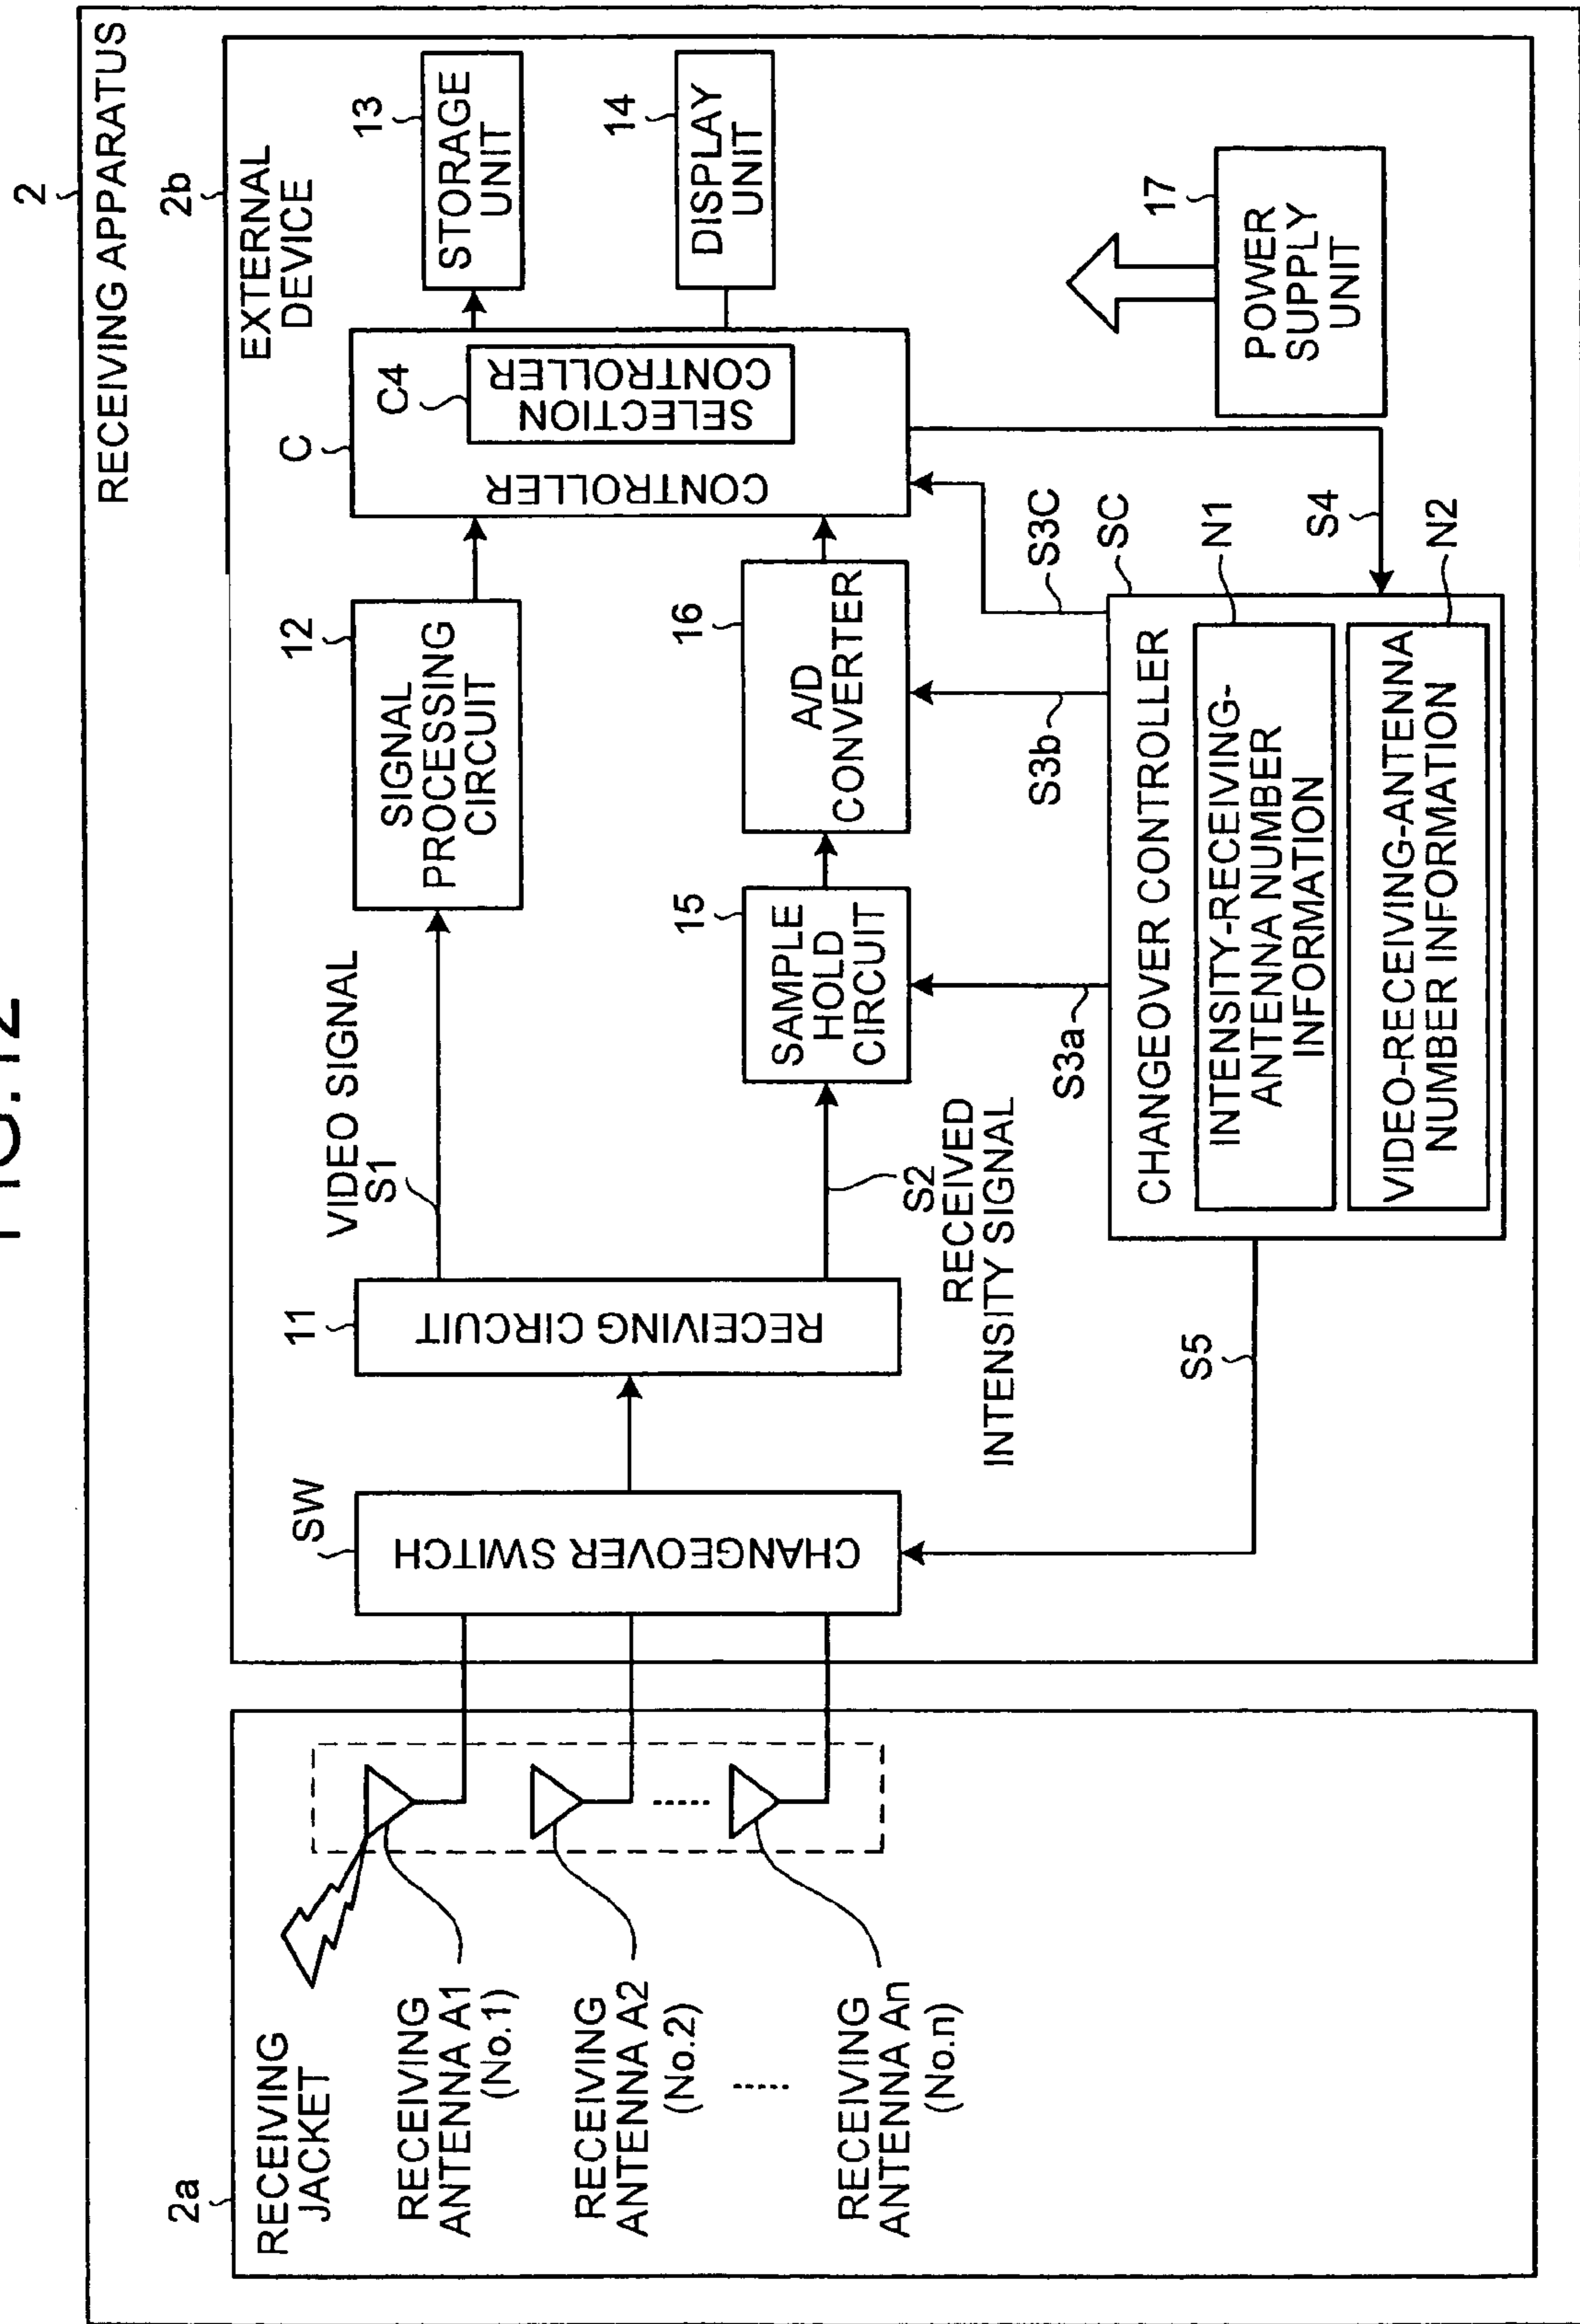 FIG.12
2
RECEIVING APPARATUS
2a
RECEIVING
JACKET
RECEIVING
ANTENNA A1
(No.1)
RECEIVING
ANTENNA A2
(No.2)
RECEIVING
ANTENNA An
(No.n)
2b
EXTERNAL
DEVICE
SW
CHANGEOVER SWITCH
11
RECEIVING CIRCUIT
VIDEO SIGNAL
S1
S2
RECEIVED
INTENSITY SIGNAL
12
SIGNAL
PROCESSING
CIRCUIT
15
SAMPLE
HOLD
CIRCUIT
16
A/D
CONVERTER
C
CONTROLLER
C4
SELECTION
CONTROLLER
13
STORAGE
UNIT
14
DISPLAY
UNIT
S3a
S3b
S3C
SC
CHANGEOVER CONTROLLER
N1
INTENSITY-RECEIVING-
ANTENNA NUMBER
INFORMATION
N2
VIDEO-RECEIVING-ANTENNA
NUMBER INFORMATION
S4
S5
17
POWER
SUPPLY
UNIT